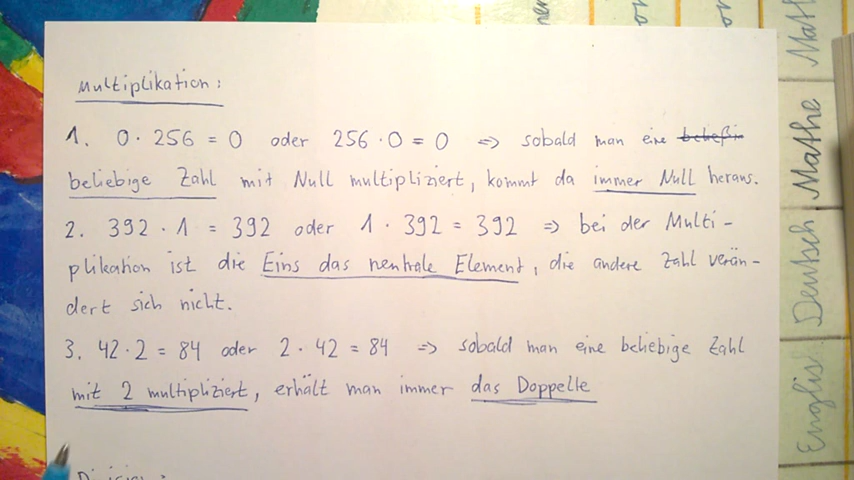 Multiplikation:
1. 0 · 256 = 0 oder 256 · 0 = 0 => sobald man eine
beliebige Zahl mit Null multipliziert, kommt da immer Null heraus.
2. 392 · 1 = 392 oder 1 · 392 = 392 => bei der Multi-
plikation ist die Eins das neutrale Element, die andere Zahl verän-
dert sich nicht.
3. 42 · 2 = 84 oder 2 · 42 = 84 => sobald man eine beliebige Zahl
mit 2 multipliziert, erhält man immer das Doppelte
Division:
Mathe
Mathe
Deutsch
Englis